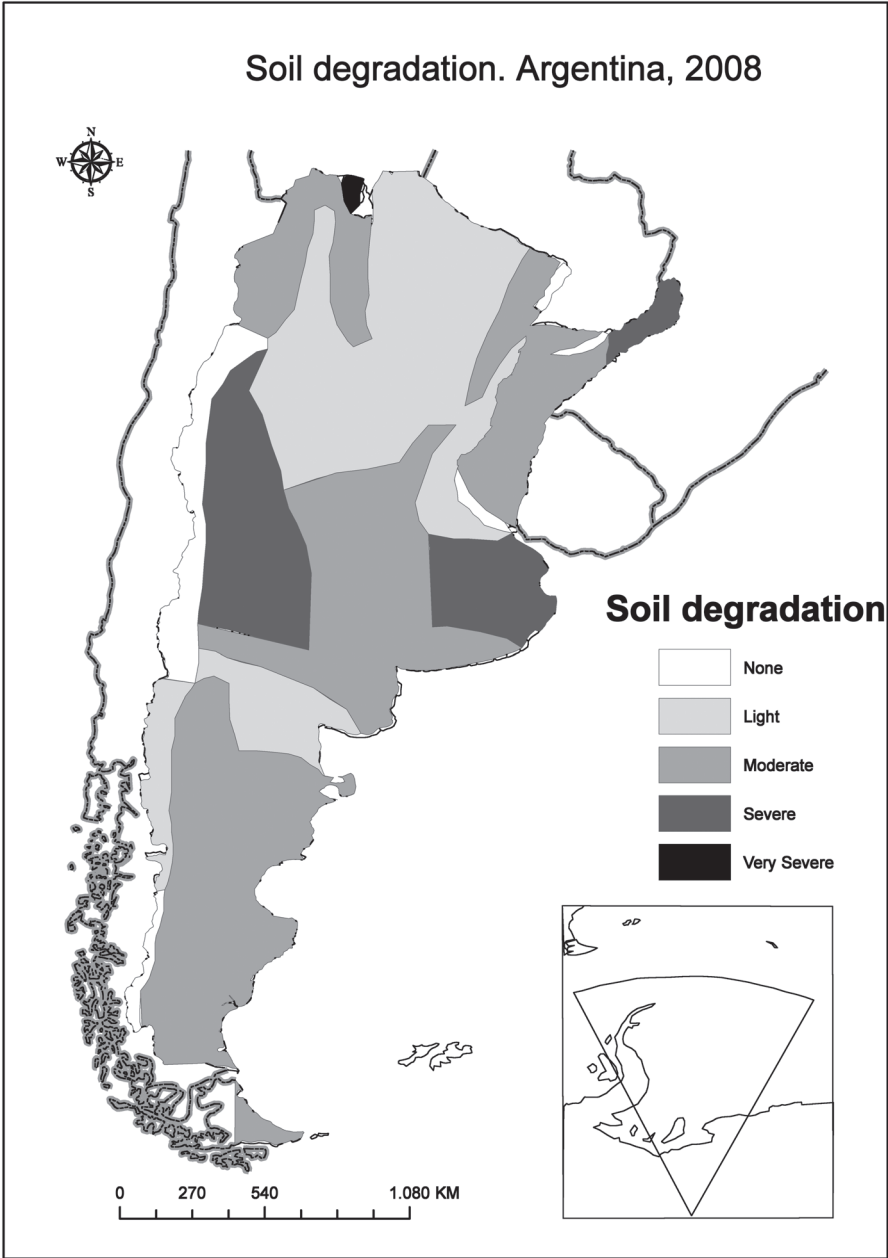 Soil degradation. Argentina, 2008
N
W E
S
Soil degradation
None
Light
Moderate
Severe
Very Severe
0 270 540 1.080 KM